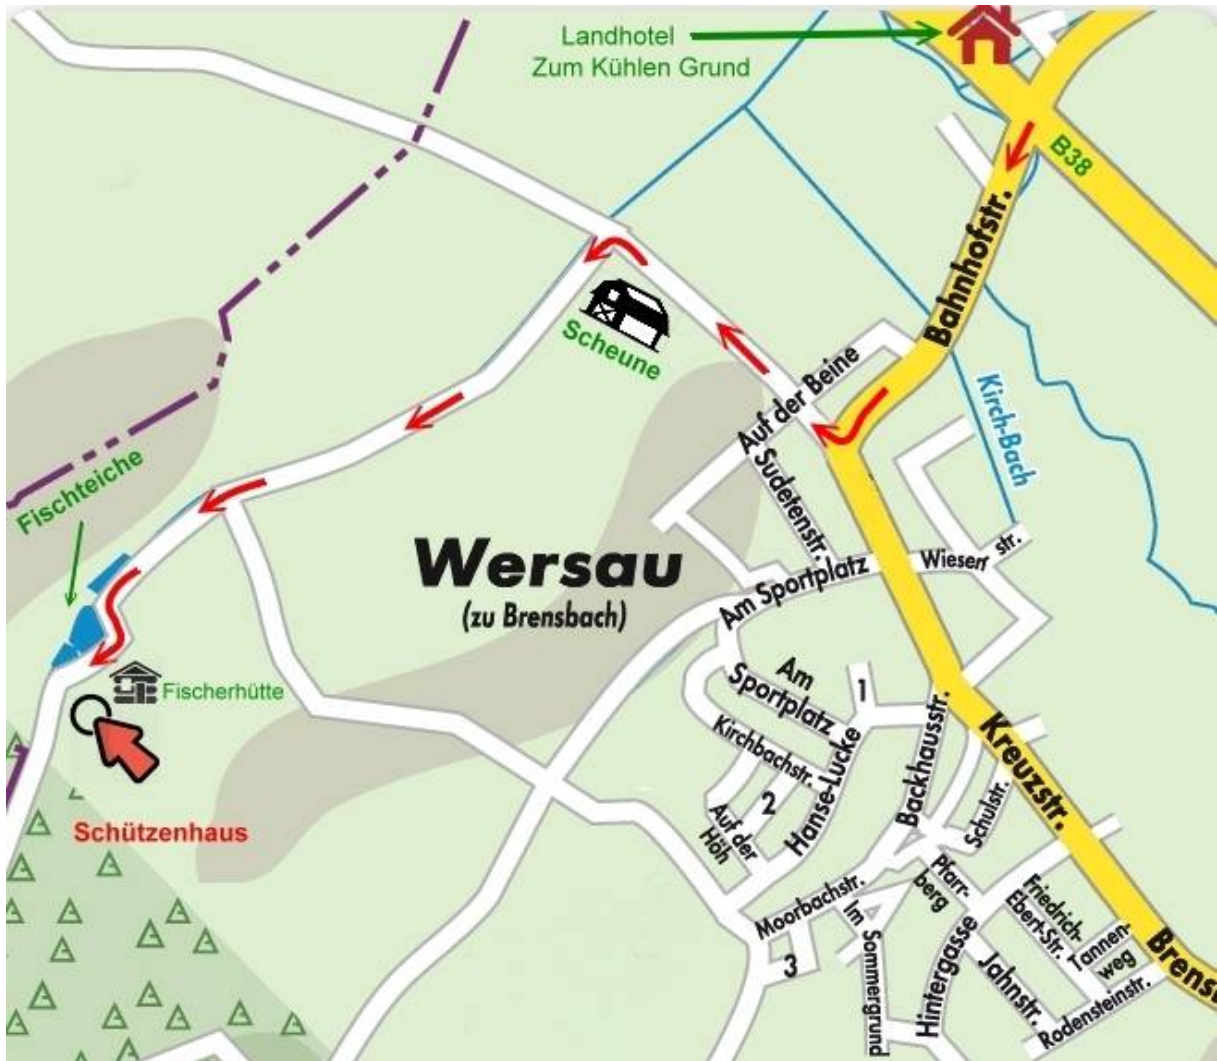 Landhotel
Zum Kühlen Grund
B38
Bahnhofstr.
Scheune
Auf der Beine
Kirch-Bach
Fischteiche
Sudetenstr.
Wersau
(zu Brensbach)
Am Sportplatz
Wiesen
str.
Fischerhütte
Am
Sportplatz
1
Kirchbachstr.
Hanse-Lucke
Backhausstr.
Kreuzstr.
2
Auf der
Höh
Schulstr.
Schützenhaus
Pfarr-
berg
Moorbachstr.
Im
Sommergrund
3
Hintergasse
Friedrich-
Ebert-Str.
Tannen-
weg
Jahnstr.
Rodensteinstr.